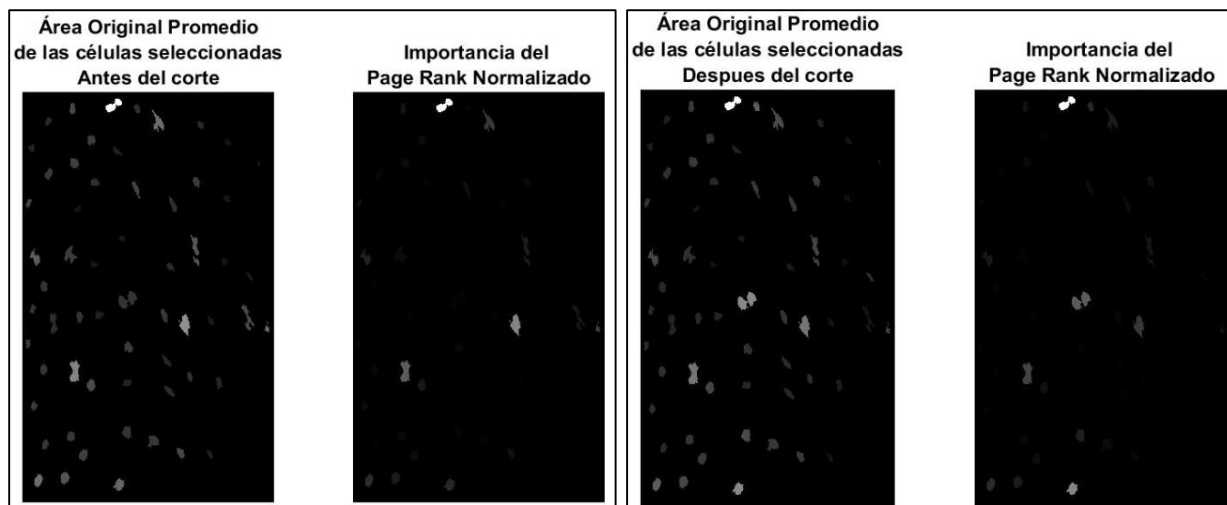 Área Original Promedio
de las células seleccionadas
Antes del corte
Importancia del
Page Rank Normalizado
Área Original Promedio
de las células seleccionadas
Despues del corte
Importancia del
Page Rank Normalizado